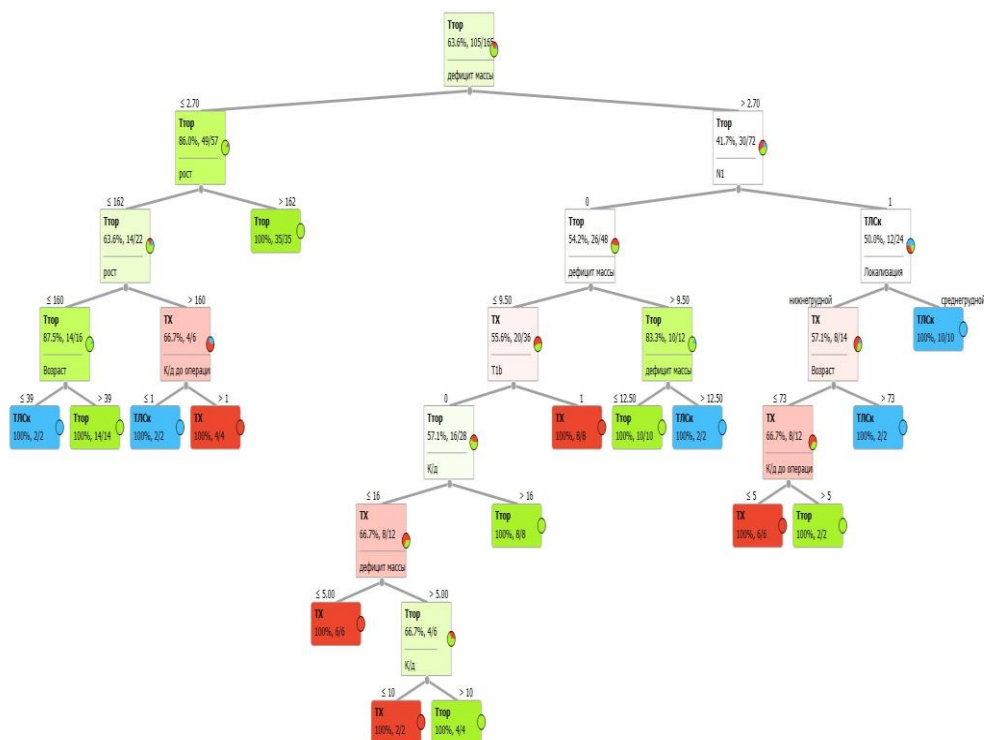 Ттор
63.6%, 105/165
дефицит массы
≤ 2.70
> 2.70
Ттор
86.0%, 49/57
рост
Ттор
41.7%, 30/72
N1
≤ 162
> 162
0
1
Ттор
63.6%, 14/22
рост
Ттор
100%, 35/35
Ттор
54.2%, 26/48
дефицит массы
ТЛСк
50.0%, 12/24
Локализация
≤ 160
> 160
≤ 9.50
> 9.50
нижнегрудной
среднегрудной
Ттор
87.5%, 14/16
Возраст
ТХ
66.7%, 4/6
К/д до операци
ТХ
55.6%, 20/36
T1b
Ттор
83.3%, 10/12
дефицит массы
ТХ
57.1%, 8/14
Возраст
ТЛСк
100%, 10/10
≤ 39
> 39
≤ 1
> 1
0
1
≤ 12.50
> 12.50
≤ 73
> 73
ТЛСк
100%, 2/2
Ттор
100%, 14/14
ТЛСк
100%, 2/2
ТХ
100%, 4/4
Ттор
57.1%, 16/28
К/д
ТХ
100%, 8/8
Ттор
100%, 10/10
ТЛСк
100%, 2/2
ТХ
66.7%, 8/12
К/д до операци
ТЛСк
100%, 2/2
≤ 16
> 16
≤ 5
> 5
ТХ
66.7%, 8/12
дефицит массы
Ттор
100%, 8/8
ТХ
100%, 6/6
Ттор
100%, 2/2
≤ 5.00
> 5.00
ТХ
100%, 6/6
Ттор
66.7%, 4/6
К/д
≤ 10
> 10
ТХ
100%, 2/2
Ттор
100%, 4/4